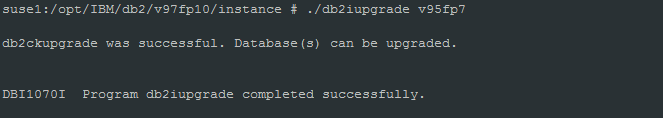 suse1:/opt/IBM/db2/v97fp10/instance # ./db2iupgrade v95fp7
db2ckupgrade was successful. Database(s) can be upgraded.
DBI1070I  Program db2iupgrade completed successfully.